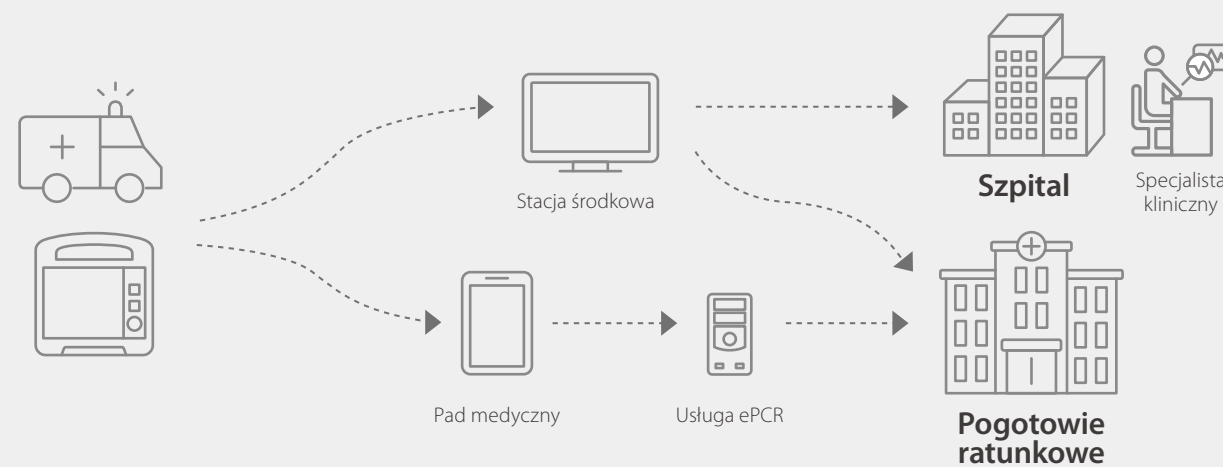 Stacja środkowa
Szpital
Specjalista
kliniczny
Pad medyczny
Usługa ePCR
Pogotowie
ratunkowe